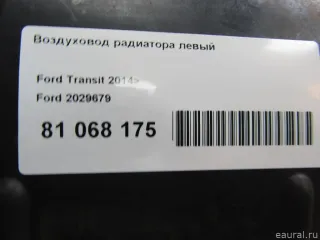 Воздуховод радиатора левый
Ford Transit 2014>
Ford 2029679
81 068 175
eaural.ru